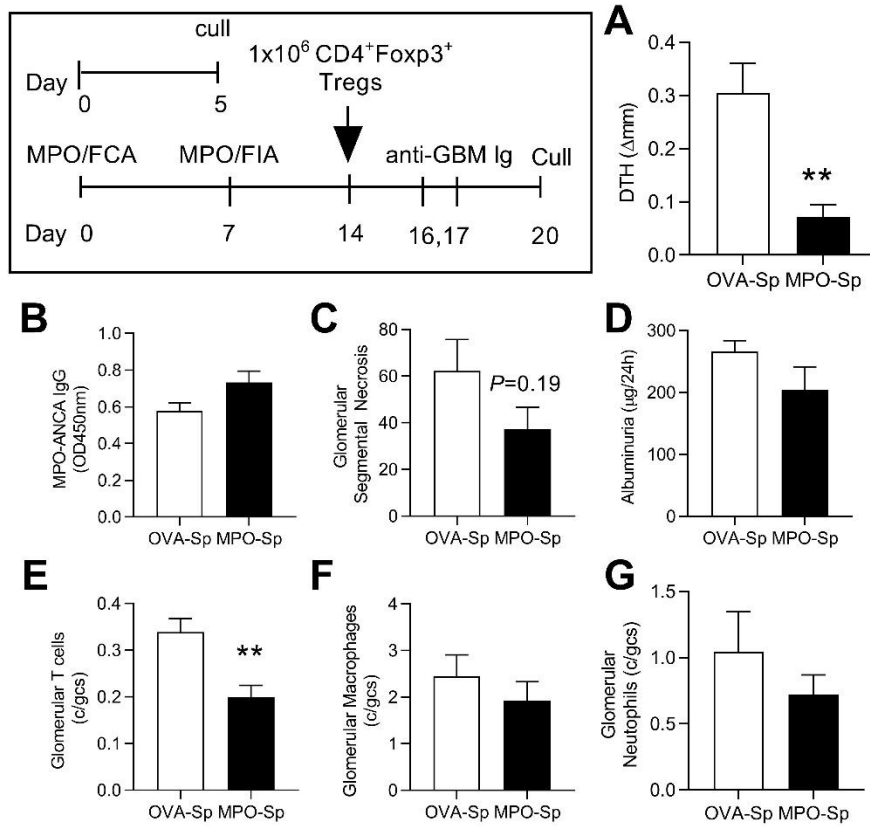 cull
1x10⁶ CD4⁺Foxp3⁺
Tregs
Day
0 5
MPO/FCA MPO/FIA anti-GBM Ig Cull
Day 0 7 14 16,17 20
A
DTH (Δmm)
0.4
0.3
0.2
0.1
0.0
**
OVA-Sp MPO-Sp
B
MPO-ANCA IgG
(OD450nm)
1.0
0.8
0.6
0.4
0.2
0.0
OVA-Sp MPO-Sp
C
Glomerular
Segmental Necrosis
80
60
40
20
0
P=0.19
OVA-Sp MPO-Sp
D
Albuminuria (µg/24h)
300
200
100
0
OVA-Sp MPO-Sp
E
Glomerular T cells
(c/gcs)
0.4
0.3
0.2
0.1
0.0
**
OVA-Sp MPO-Sp
F
Glomerular Macrophages
(c/gcs)
4
3
2
1
0
OVA-Sp MPO-Sp
G
Glomerular
Neutophils (c/gcs)
1.5
1.0
0.5
0.0
OVA-Sp MPO-Sp